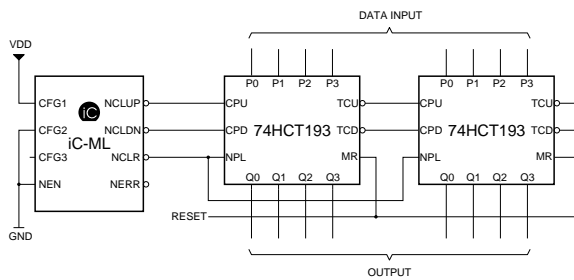 DATA INPUT
VDD
P0 P1 P2 P3
P0 P1 P2 P3
CFG1 iC NCLUP
CPU TCU
CPU TCU
CFG2 NCLDN
CPD 74HCT193 TCD
CPD 74HCT193 TCD
iC-ML
CFG3 NCLR
NPL MR
NPL MR
NEN NERR
Q0 Q1 Q2 Q3
Q0 Q1 Q2 Q3
RESET
GND
OUTPUT